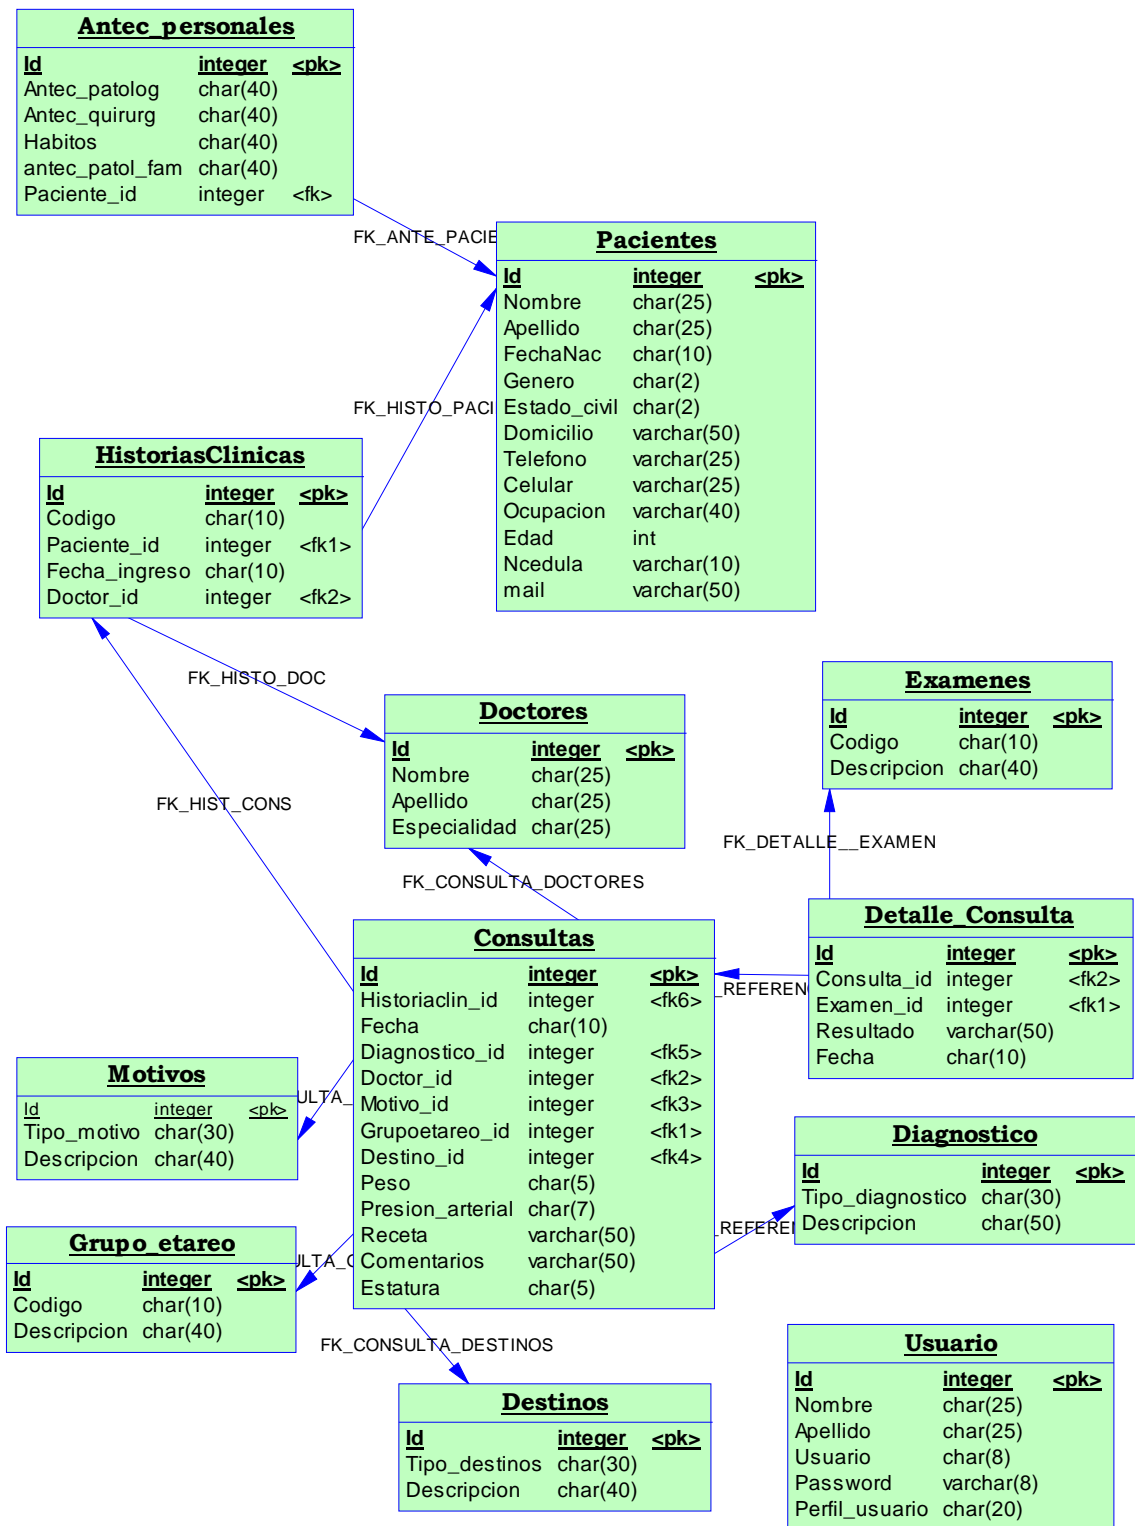 Antec_personales
Id integer <pk>
Antec_patolog char(40)
Antec_quirurg char(40)
Habitos char(40)
antec_patol_fam char(40)
Paciente_id integer <fk>
FK_ANTE_PACIE
Pacientes
Id integer <pk>
Nombre char(25)
Apellido char(25)
FechaNac char(10)
Genero char(2)
Estado_civil char(2)
Domicilio varchar(50)
Telefono varchar(25)
Celular varchar(25)
Ocupacion varchar(40)
Edad int
Ncedula varchar(10)
mail varchar(50)
FK_HISTO_PACI
HistoriasClinicas
Id integer <pk>
Codigo char(10)
Paciente_id integer <fk1>
Fecha_ingreso char(10)
Doctor_id integer <fk2>
FK_HISTO_DOC
FK_HIST_CONS
Doctores
Id integer <pk>
Nombre char(25)
Apellido char(25)
Especialidad char(25)
Examenes
Id integer <pk>
Codigo char(10)
Descripcion char(40)
FK_DETALLE__EXAMEN
FK_CONSULTA_DOCTORES
Detalle_Consulta
Id integer <pk>
Consulta_id integer <fk2>
Examen_id integer <fk1>
Resultado varchar(50)
Fecha char(10)
_REFEREN
Consultas
Id integer <pk>
Historiaclin_id integer <fk6>
Fecha char(10)
Diagnostico_id integer <fk5>
Doctor_id integer <fk2>
Motivo_id integer <fk3>
Grupoetareo_id integer <fk1>
Destino_id integer <fk4>
Peso char(5)
Presion_arterial char(7)
Receta varchar(50)
Comentarios varchar(50)
Estatura char(5)
Motivos
Id integer <pk>
Tipo_motivo char(30)
Descripcion char(40)
ULTA_
Diagnostico
Id integer <pk>
Tipo_diagnostico char(30)
Descripcion char(50)
_REFERE
Grupo_etareo
Id integer <pk>
Codigo char(10)
Descripcion char(40)
FK_CONSULTA_DESTINOS
Destinos
Id integer <pk>
Tipo_destinos char(30)
Descripcion char(40)
Usuario
Id integer <pk>
Nombre char(25)
Apellido char(25)
Usuario char(8)
Password varchar(8)
Perfil_usuario char(20)